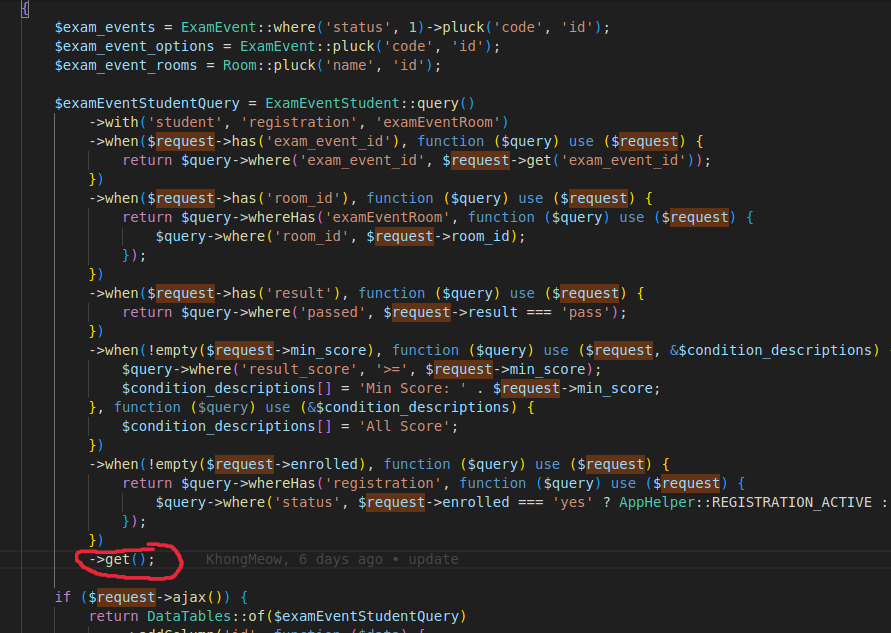 {
$exam_events = ExamEvent::where('status', 1)->pluck('code', 'id');
$exam_event_options = ExamEvent::pluck('code', 'id');
$exam_event_rooms = Room::pluck('name', 'id');
$examEventStudentQuery = ExamEventStudent::query()
->with('student', 'registration', 'examEventRoom')
->when($request->has('exam_event_id'), function ($query) use ($request) {
return $query->where('exam_event_id', $request->get('exam_event_id'));
})
->when($request->has('room_id'), function ($query) use ($request) {
return $query->whereHas('examEventRoom', function ($query) use ($request) {
$query->where('room_id', $request->room_id);
});
})
->when($request->has('result'), function ($query) use ($request) {
return $query->where('passed', $request->result === 'pass');
})
->when(!empty($request->min_score), function ($query) use ($request, &$condition_descriptions) {
$query->where('result_score', '>=', $request->min_score);
$condition_descriptions[] = 'Min Score: ' . $request->min_score;
}, function ($query) use (&$condition_descriptions) {
$condition_descriptions[] = 'All Score';
})
->when(!empty($request->enrolled), function ($query) use ($request) {
return $query->whereHas('registration', function ($query) use ($request) {
$query->where('status', $request->enrolled === 'yes' ? AppHelper::REGISTRATION_ACTIVE :
});
})
->get(); KhongMeow, 6 days ago • update
if ($request->ajax()) {
return DataTables::of($examEventStudentQuery)
->addColumn('id', function ($data) {